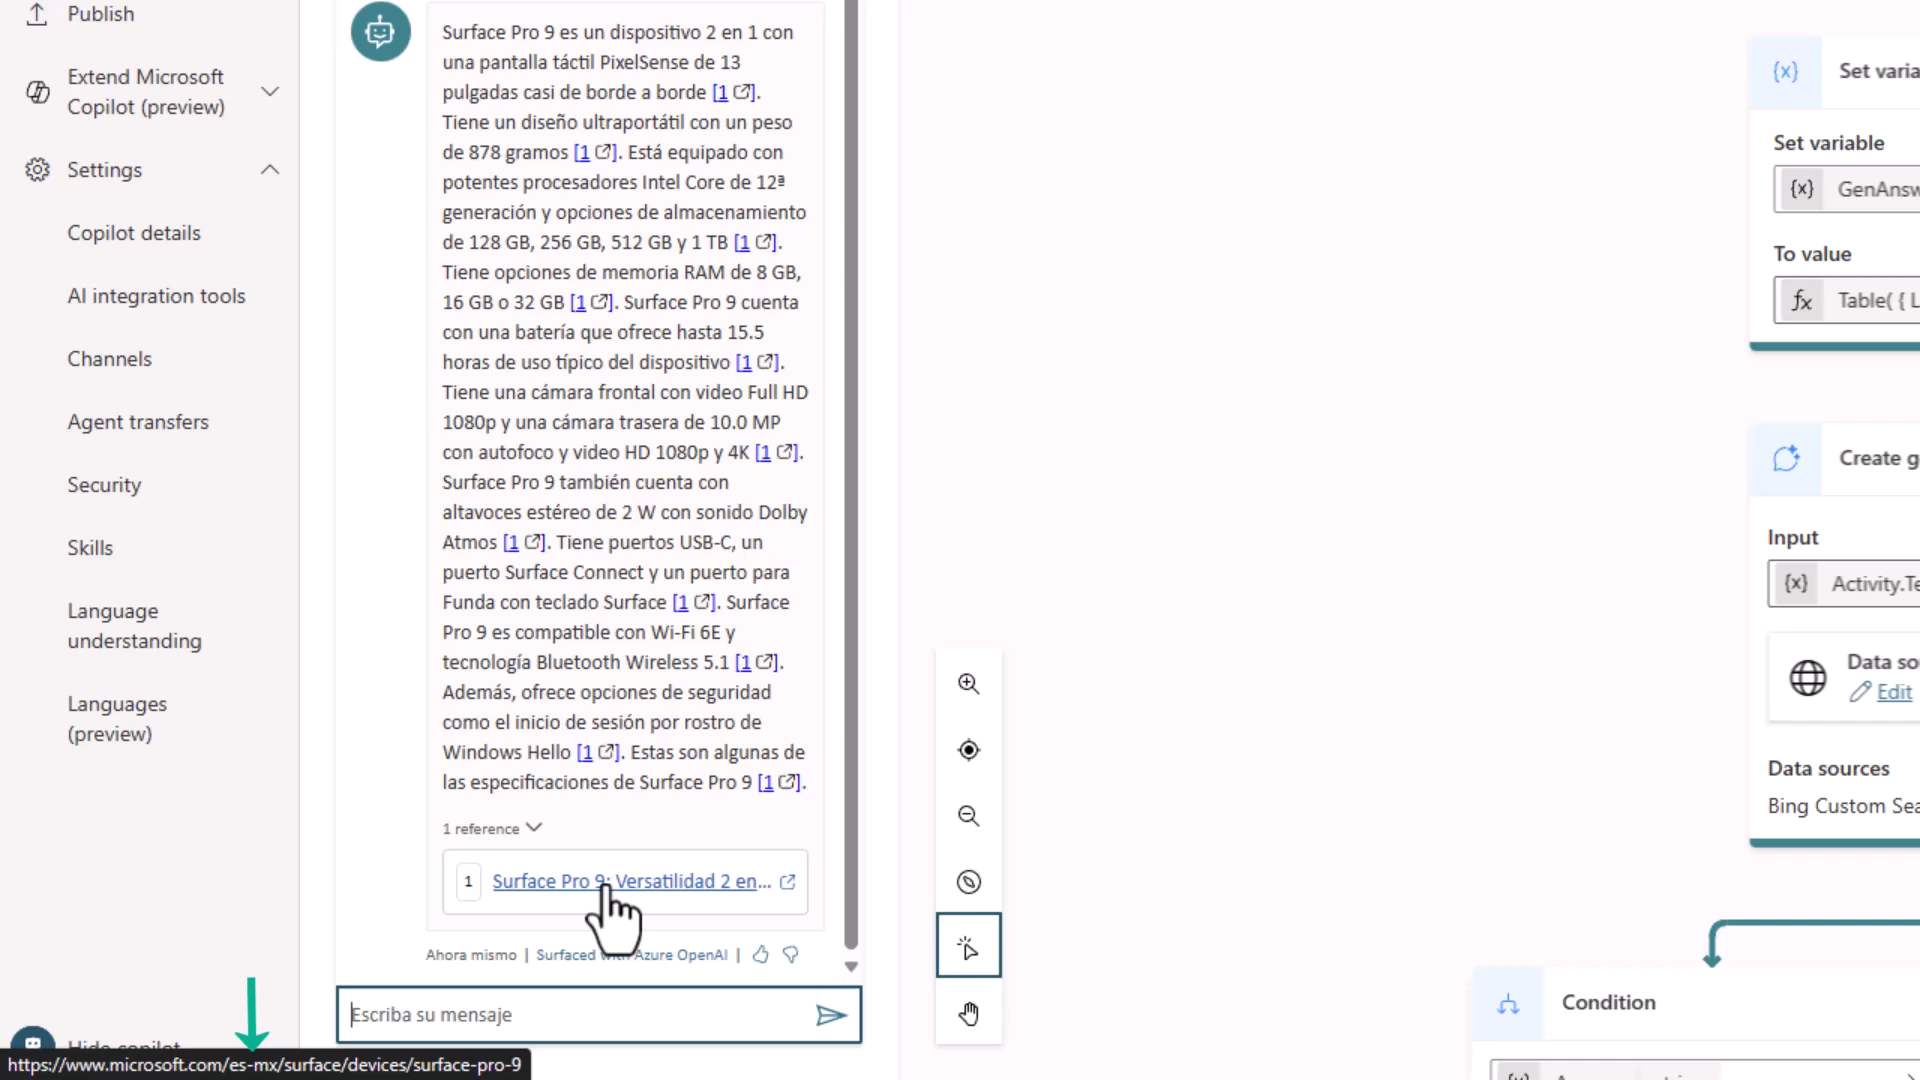 Publish
Extend Microsoft
Copilot (preview)
Settings
Copilot details
AI integration tools
Channels
Agent transfers
Security
Skills
Language
understanding
Languages
(preview)
Hide copilot
https://www.microsoft.com/es-mx/surface/devices/surface-pro-9
Surface Pro 9 es un dispositivo 2 en 1 con
una pantalla táctil PixelSense de 13
pulgadas casi de borde a borde [1].
Tiene un diseño ultraportátil con un peso
de 878 gramos [1]. Está equipado con
potentes procesadores Intel Core de 12ª
generación y opciones de almacenamiento
de 128 GB, 256 GB, 512 GB y 1 TB [1].
Tiene opciones de memoria RAM de 8 GB,
16 GB o 32 GB [1]. Surface Pro 9 cuenta
con una batería que ofrece hasta 15.5
horas de uso típico del dispositivo [1].
Tiene una cámara frontal con video Full HD
1080p y una cámara trasera de 10.0 MP
con autofoco y video HD 1080p y 4K [1].
Surface Pro 9 también cuenta con
altavoces estéreo de 2 W con sonido Dolby
Atmos [1]. Tiene puertos USB-C, un
puerto Surface Connect y un puerto para
Funda con teclado Surface [1]. Surface
Pro 9 es compatible con Wi-Fi 6E y
tecnología Bluetooth Wireless 5.1 [1].
Además, ofrece opciones de seguridad
como el inicio de sesión por rostro de
Windows Hello [1]. Estas son algunas de
las especificaciones de Surface Pro 9 [1].
1 reference
1 Surface Pro 9: Versatilidad 2 en...
Ahora mismo | Surfaced with Azure OpenAI |
Escriba su mensaje
{x} Set varia
Set variable
{x} GenAnsw
To value
fx Table( { L
Create g
Input
{x} Activity.Te
Data so
Edit
Data sources
Bing Custom Sea
Condition